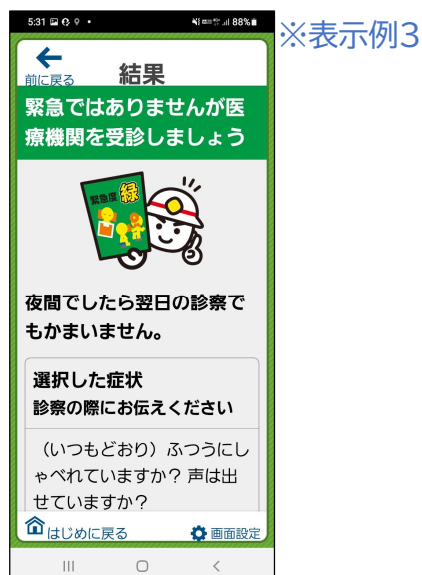 5:31 88%
※表示例3
前に戻る 結果
緊急ではありませんが医
療機関を受診しましょう
緊急度 緑
夜間でしたら翌日の診察で
もかまいません。
選択した症状
診察の際にお伝えください
（いつもどおり）ふつうにし
ゃべれていますか？ 声は出
せていますか？
はじめに戻る 画面設定